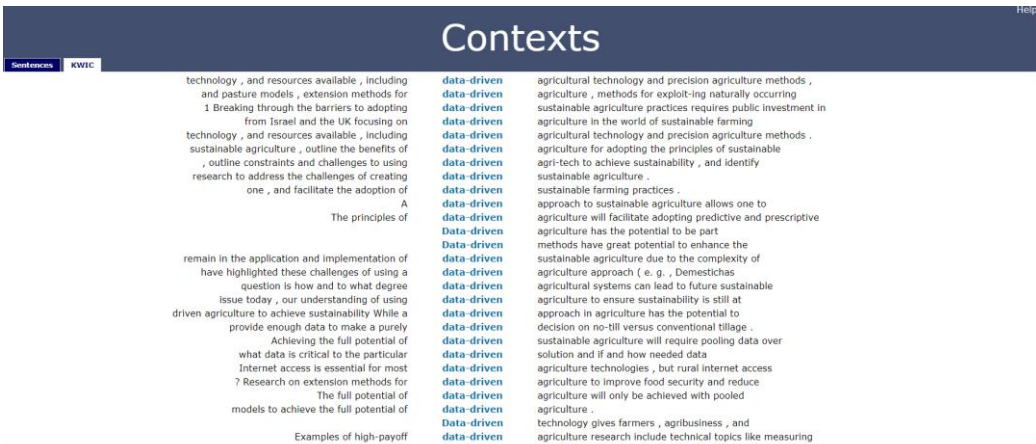 Help
Contexts
Sentences KWIC
technology , and resources available , including data-driven agricultural technology and precision agriculture methods ,
and pasture models , extension methods for data-driven agriculture , methods for exploit-ing naturally occurring
1 Breaking through the barriers to adopting data-driven sustainable agriculture practices requires public investment in
from Israel and the UK focusing on data-driven agriculture in the world of sustainable farming
technology , and resources available , including data-driven agricultural technology and precision agriculture methods .
sustainable agriculture , outline the benefits of data-driven agriculture for adopting the principles of sustainable
, outline constraints and challenges to using data-driven agri-tech to achieve sustainability , and identify
research to address the challenges of creating data-driven sustainable agriculture .
one , and facilitate the adoption of data-driven sustainable farming practices .
A data-driven approach to sustainable agriculture allows one to
The principles of data-driven agriculture will facilitate adopting predictive and prescriptive
Data-driven agriculture has the potential to be part
Data-driven methods have great potential to enhance the
remain in the application and implementation of data-driven sustainable agriculture due to the complexity of
have highlighted these challenges of using a data-driven agriculture approach ( e. g. , Demestichas
question is how and to what degree data-driven agricultural systems can lead to future sustainable
issue today , our understanding of using data-driven agriculture to ensure sustainability is still at
driven agriculture to achieve sustainability While a data-driven approach in agriculture has the potential to
provide enough data to make a purely data-driven decision on no-till versus conventional tillage .
Achieving the full potential of data-driven sustainable agriculture will require pooling data over
what data is critical to the particular data-driven solution and if and how needed data
Internet access is essential for most data-driven agriculture technologies , but rural internet access
? Research on extension methods for data-driven agriculture to improve food security and reduce
The full potential of data-driven agriculture will only be achieved with pooled
models to achieve the full potential of data-driven agriculture .
Data-driven technology gives farmers , agribusiness , and
Examples of high-payoff data-driven agriculture research include technical topics like measuring